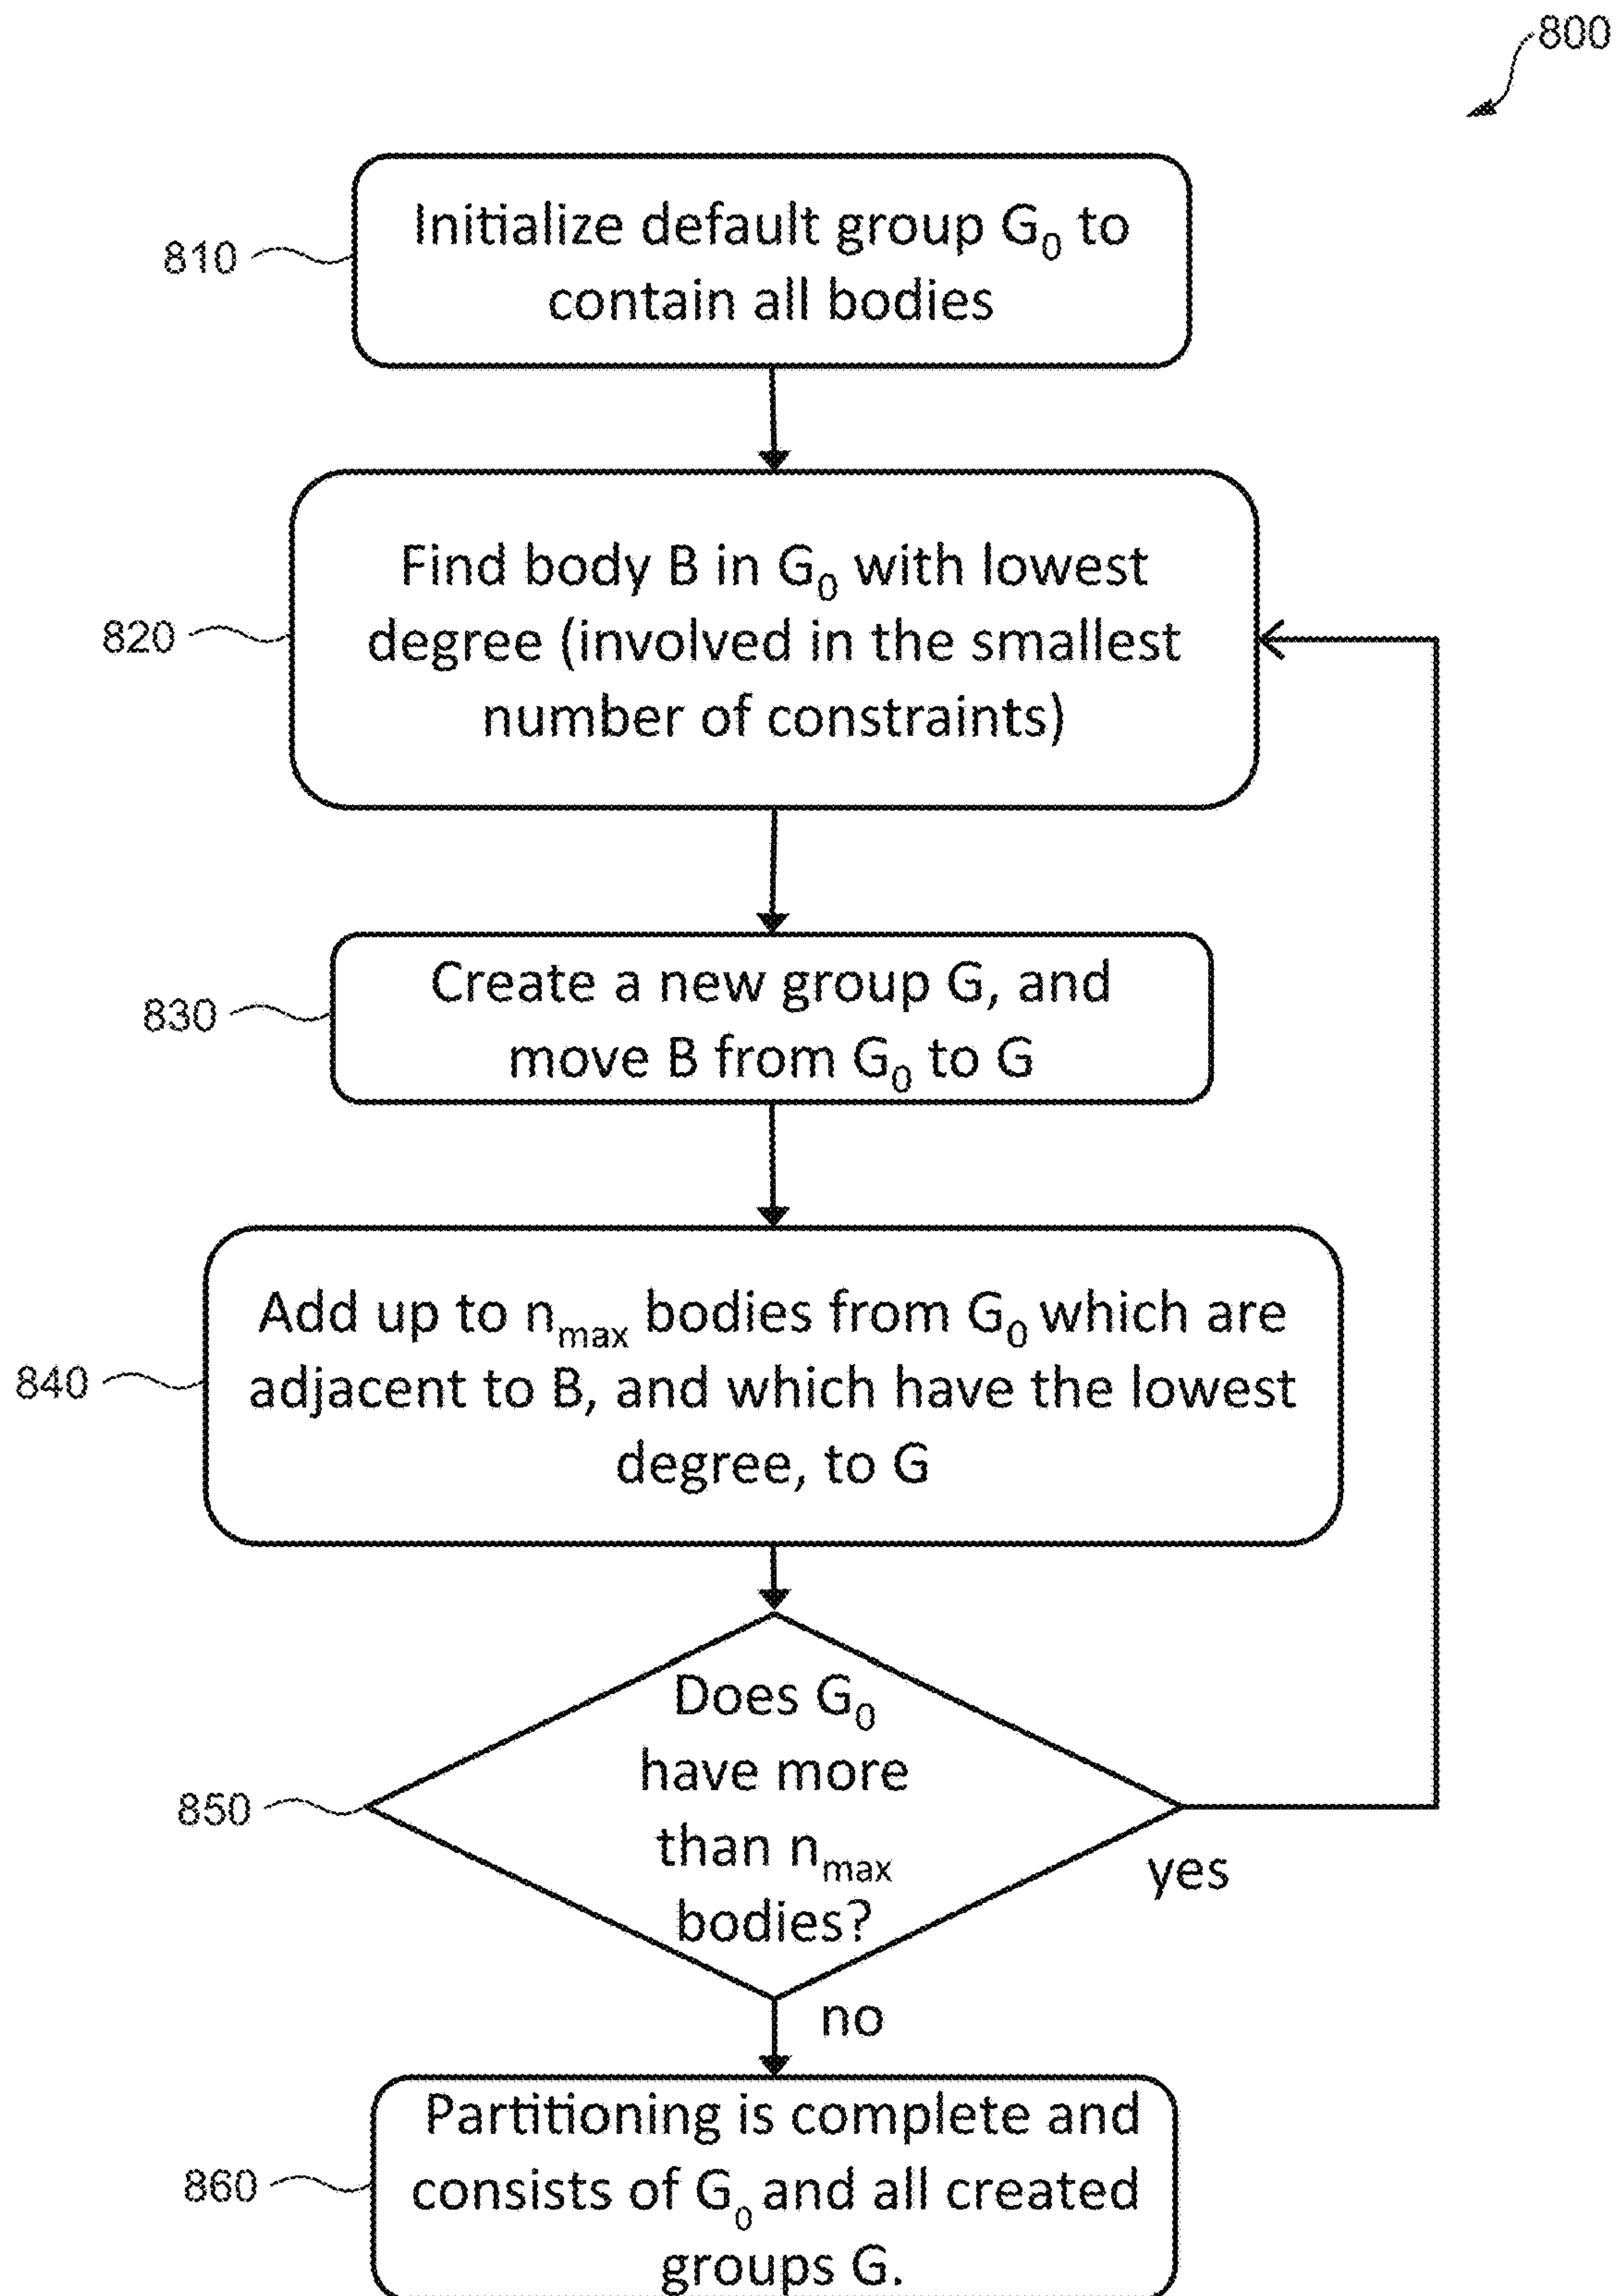 800
810
Initialize default group G₀ to
contain all bodies
820
Find body B in G₀ with lowest
degree (involved in the smallest
number of constraints)
830
Create a new group G, and
move B from G₀ to G
840
Add up to nₘₐₓ bodies from G₀ which are
adjacent to B, and which have the lowest
degree, to G
850
Does G₀
have more
than nₘₐₓ
bodies?
yes
no
860
Partitioning is complete and
consists of G₀ and all created
groups G.